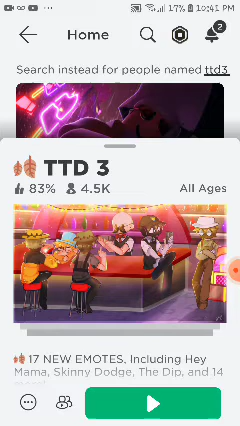 17% 10:41 PM
Home
2
Search instead for people named ttd3
TTD 3
83% 4.5K
All Ages
17 NEW EMOTES, Including Hey
Mama, Skinny Dodge, The Dip, and 14